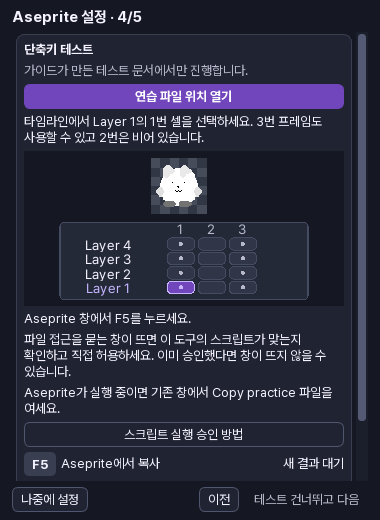 Aseprite 설정 · 4/5
단축키 테스트
가이드가 만든 테스트 문서에서만 진행합니다.
연습 파일 위치 열기
타임라인에서 Layer 1의 1번 셀을 선택하세요. 3번 프레임도
사용할 수 있고 2번은 비어 있습니다.
1 2 3
Layer 4
Layer 3
Layer 2
Layer 1
Aseprite 창에서 F5를 누르세요.
파일 접근을 묻는 창이 뜨면 이 도구의 스크립트가 맞는지
확인하고 직접 허용하세요. 이미 승인했다면 창이 뜨지 않을 수
있습니다.
Aseprite가 실행 중이면 기존 창에서 Copy practice 파일을
여세요.
스크립트 실행 승인 방법
F5 Aseprite에서 복사 새 결과 대기
나중에 설정 이전 테스트 건너뛰고 다음